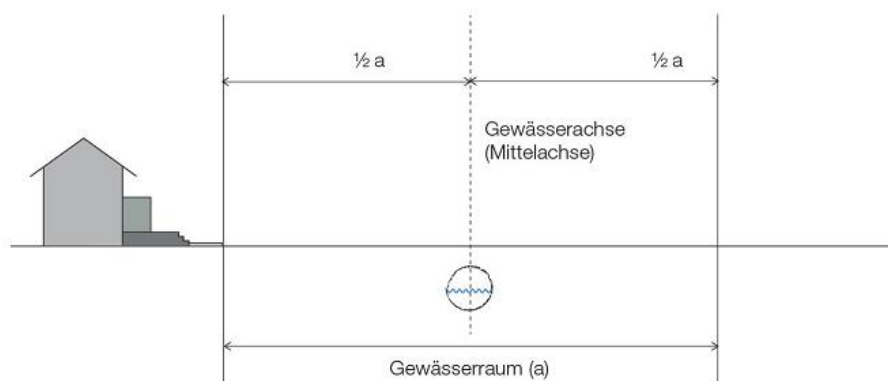 ½ a
½ a
Gewässerachse
(Mittelachse)
Gewässerraum (a)